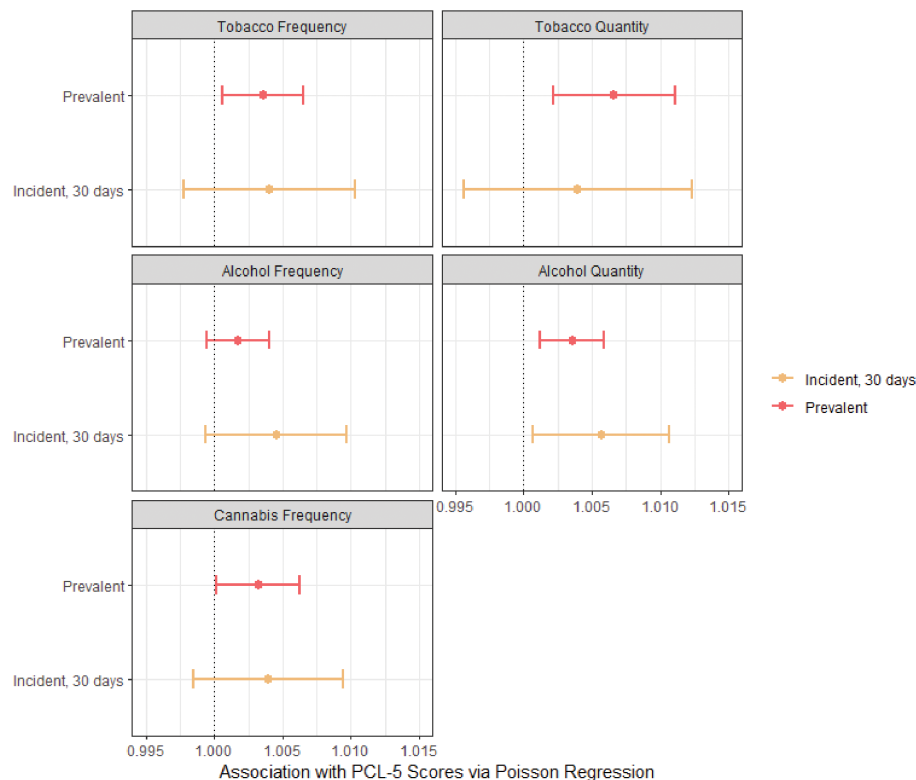 Tobacco Frequency
Tobacco Quantity
Prevalent
Incident, 30 days
Alcohol Frequency
Alcohol Quantity
Prevalent
Incident, 30 days
Incident, 30 days
Prevalent
0.995 1.000 1.005 1.010 1.015
Cannabis Frequency
Prevalent
Incident, 30 days
0.995 1.000 1.005 1.010 1.015
Association with PCL-5 Scores via Poisson Regression